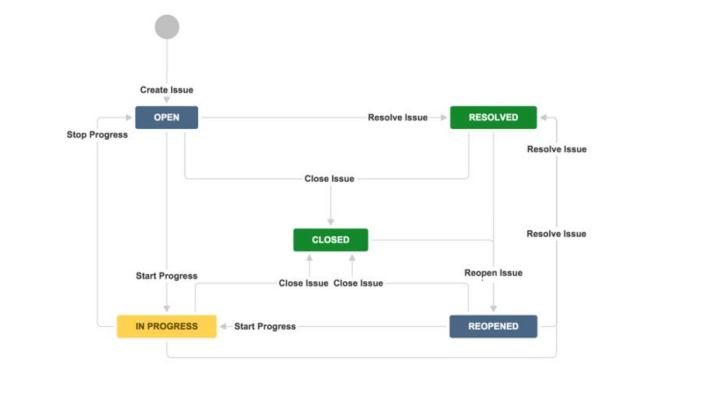 Create Issue
OPEN
Resolve Issue
RESOLVED
Stop Progress
Resolve Issue
Close Issue
Resolve Issue
CLOSED
Start Progress
Reopen Issue
Close Issue
Close Issue
IN PROGRESS
Start Progress
REOPENED